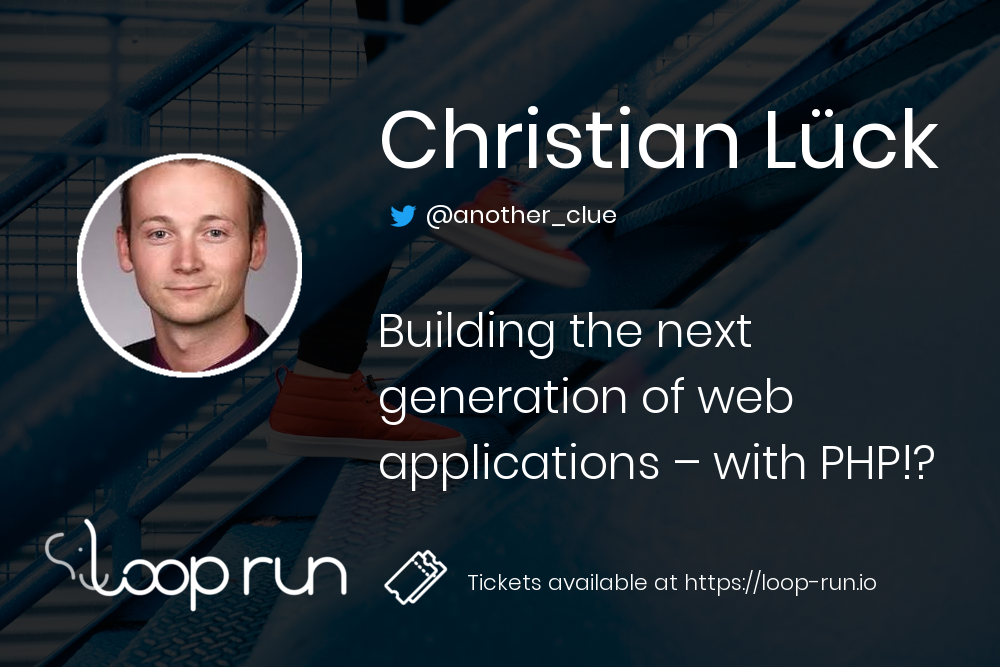 Christian Lück
@another_clue
Building the next
generation of web
applications – with PHP!?
loop run
Tickets available at https://loop-run.io